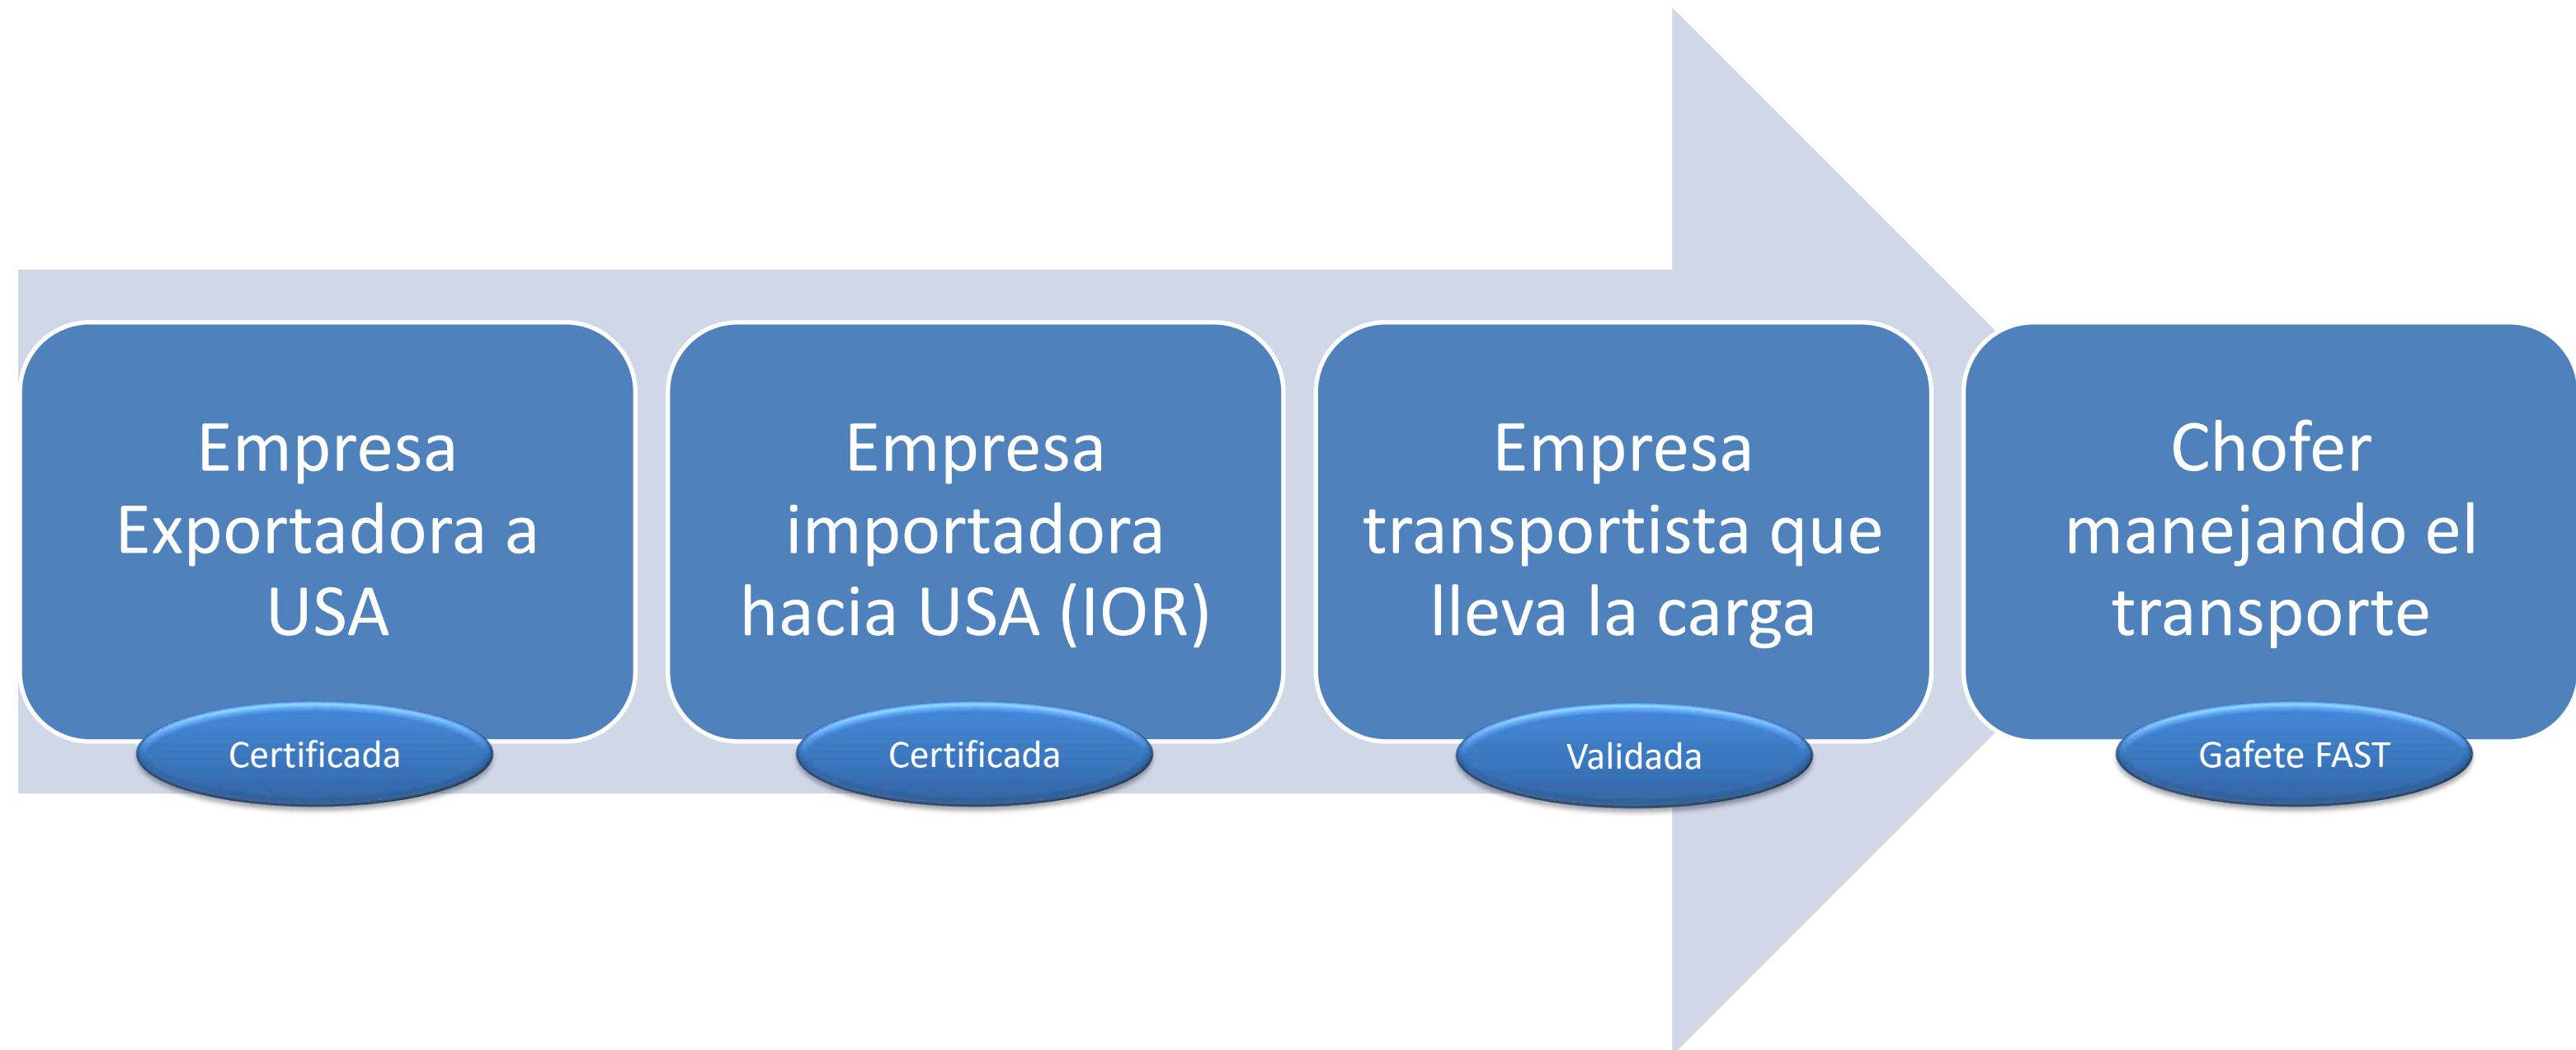 Empresa
Exportadora a
USA
Certificada
Empresa
importadora
hacia USA (IOR)
Certificada
Empresa
transportista que
lleva la carga
Validada
Chofer
manejando el
transporte
Gafete FAST